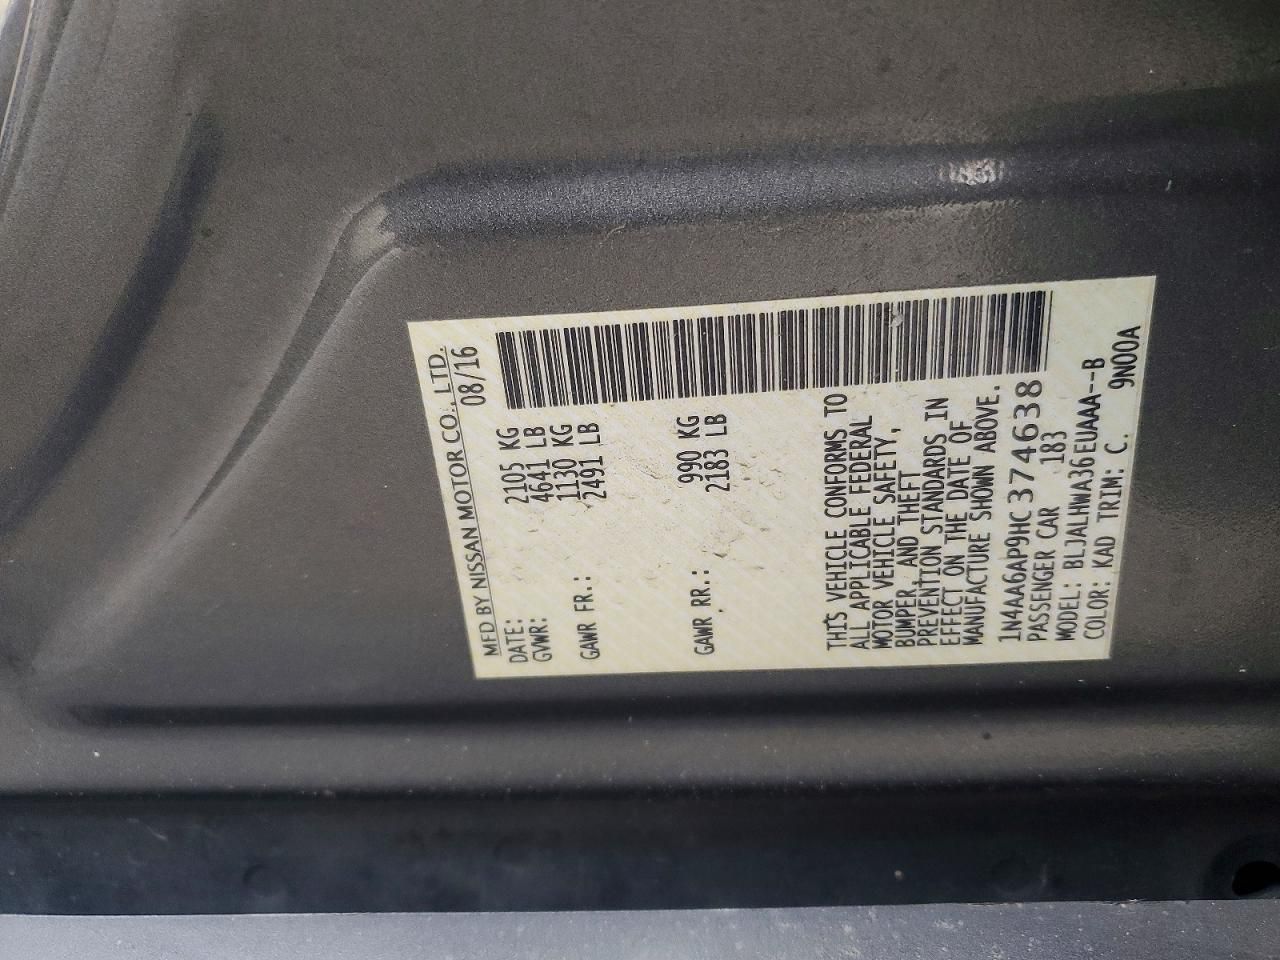 MFD BY NISSAN MOTOR CO., LTD.
DATE: 08/16
GVWR: 2105 KG
4641 LB
GAWR FR.: 1130 KG
2491 LB
GAWR RR.: 990 KG
2183 LB
THIS VEHICLE CONFORMS TO
ALL APPLICABLE FEDERAL
MOTOR VEHICLE SAFETY,
BUMPER, AND THEFT
PREVENTION STANDARDS IN
EFFECT ON THE DATE OF
MANUFACTURE SHOWN ABOVE.
1N4AA6AP9HC374638
PASSENGER CAR 183
MODEL: BLJALHWA36EUAAA--B
COLOR: KAD TRIM: C. 9N00A